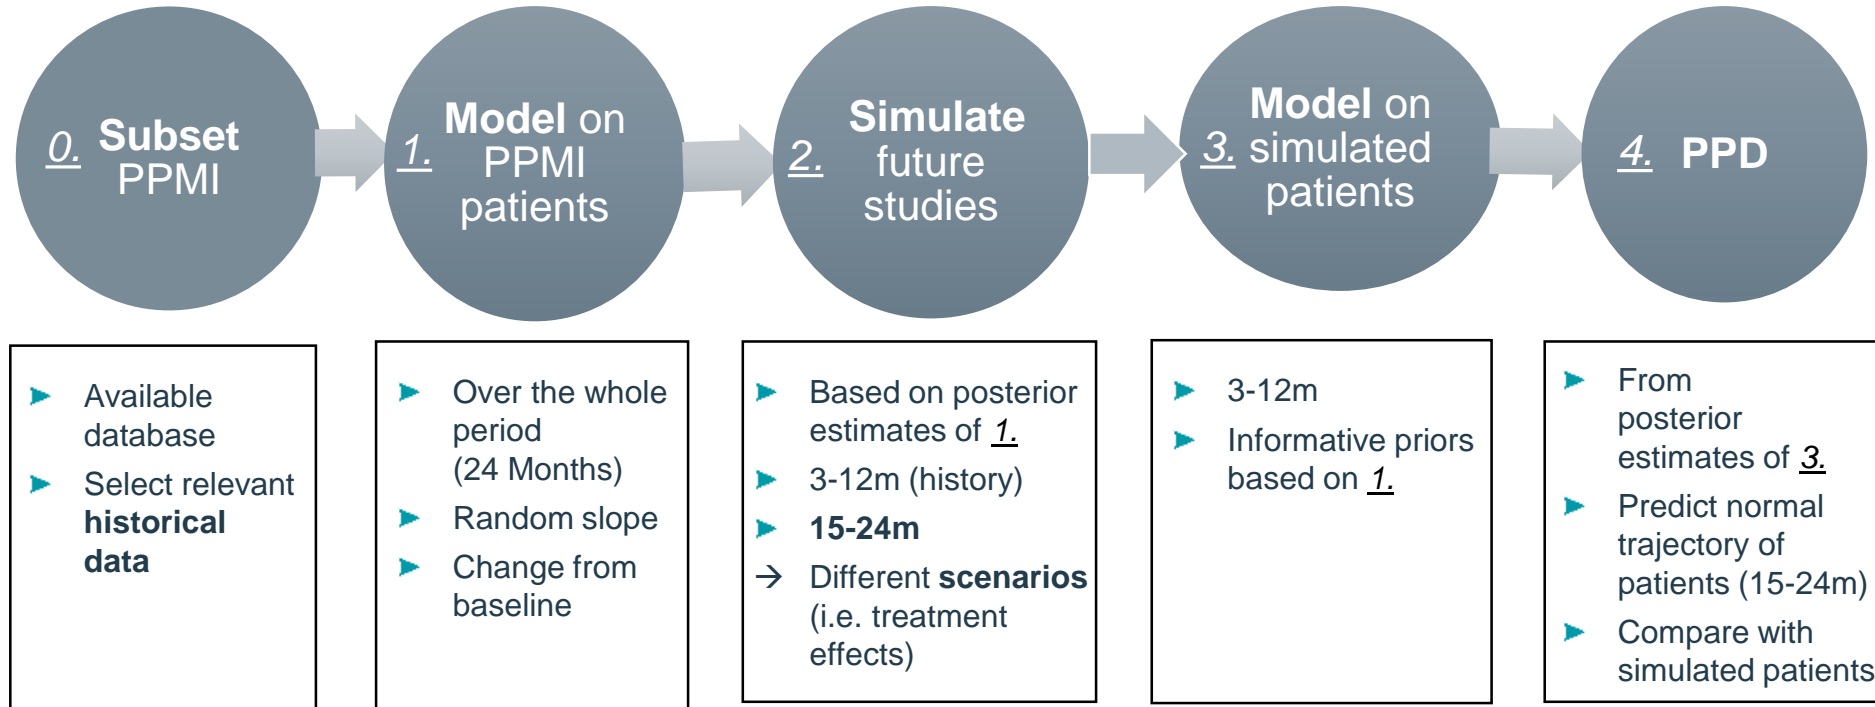 0. Subset
PPMI
1. Model on
PPMI
patients
2. Simulate
future
studies
3. Model on
simulated
patients
4. PPD
Available
database
Select relevant
historical
data
Over the whole
period
(24 Months)
Random slope
Change from
baseline
Based on posterior
estimates of 1.
3-12m (history)
15-24m
→ Different scenarios
(i.e. treatment
effects)
3-12m
Informative priors
based on 1.
From
posterior
estimates of 3.
Predict normal
trajectory of
patients (15-24m)
Compare with
simulated patients